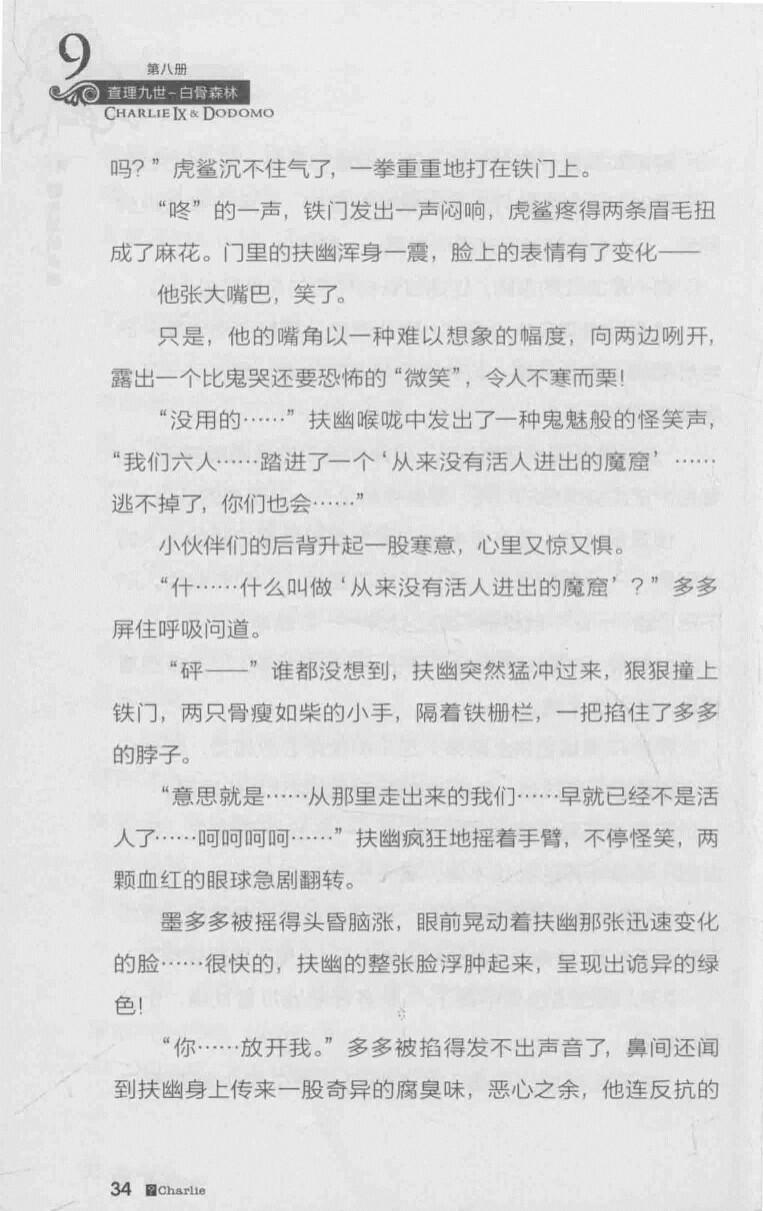 9
第八册
查理九世-白骨森林
CHARLIE IX & DODOMO
吗？”虎鲨沉不住气了，一拳重重地打在铁门上。
“咚”的一声，铁门发出一声闷响，虎鲨疼得两条眉毛扭
成了麻花。门里的扶幽浑身一震，脸上的表情有了变化——
他张大嘴巴，笑了。
只是，他的嘴角以一种难以想象的幅度，向两边咧开，
露出一个比鬼哭还要恐怖的“微笑”，令人不寒而栗！
“没用的……”扶幽喉咙中发出了一种鬼魅般的怪笑声，
“我们六人……踏进了一个‘从来没有活人进出的魔窟’……
逃不掉了，你们也会……”
小伙伴们的后背升起一股寒意，心里又惊又惧。
“什……什么叫做‘从来没有活人进出的魔窟’？”多多
屏住呼吸问道。
“砰——”谁都没想到，扶幽突然猛冲过来，狠狠撞上
铁门，两只骨瘦如柴的小手，隔着铁栅栏，一把掐住了多多
的脖子。
“意思就是……从那里走出来的我们……早就已经不是活
人了……呵呵呵呵……”扶幽疯狂地摇着手臂，不停怪笑，两
颗血红的眼球急剧翻转。
墨多多被摇得头昏脑涨，眼前晃动着扶幽那张迅速变化
的脸……很快的，扶幽的整张脸浮肿起来，呈现出诡异的绿
色！
“你……放开我。”多多被掐得发不出声音了，鼻间还闻
到扶幽身上传来一股奇异的腐臭味，恶心之余，他连反抗的
34 Charlie